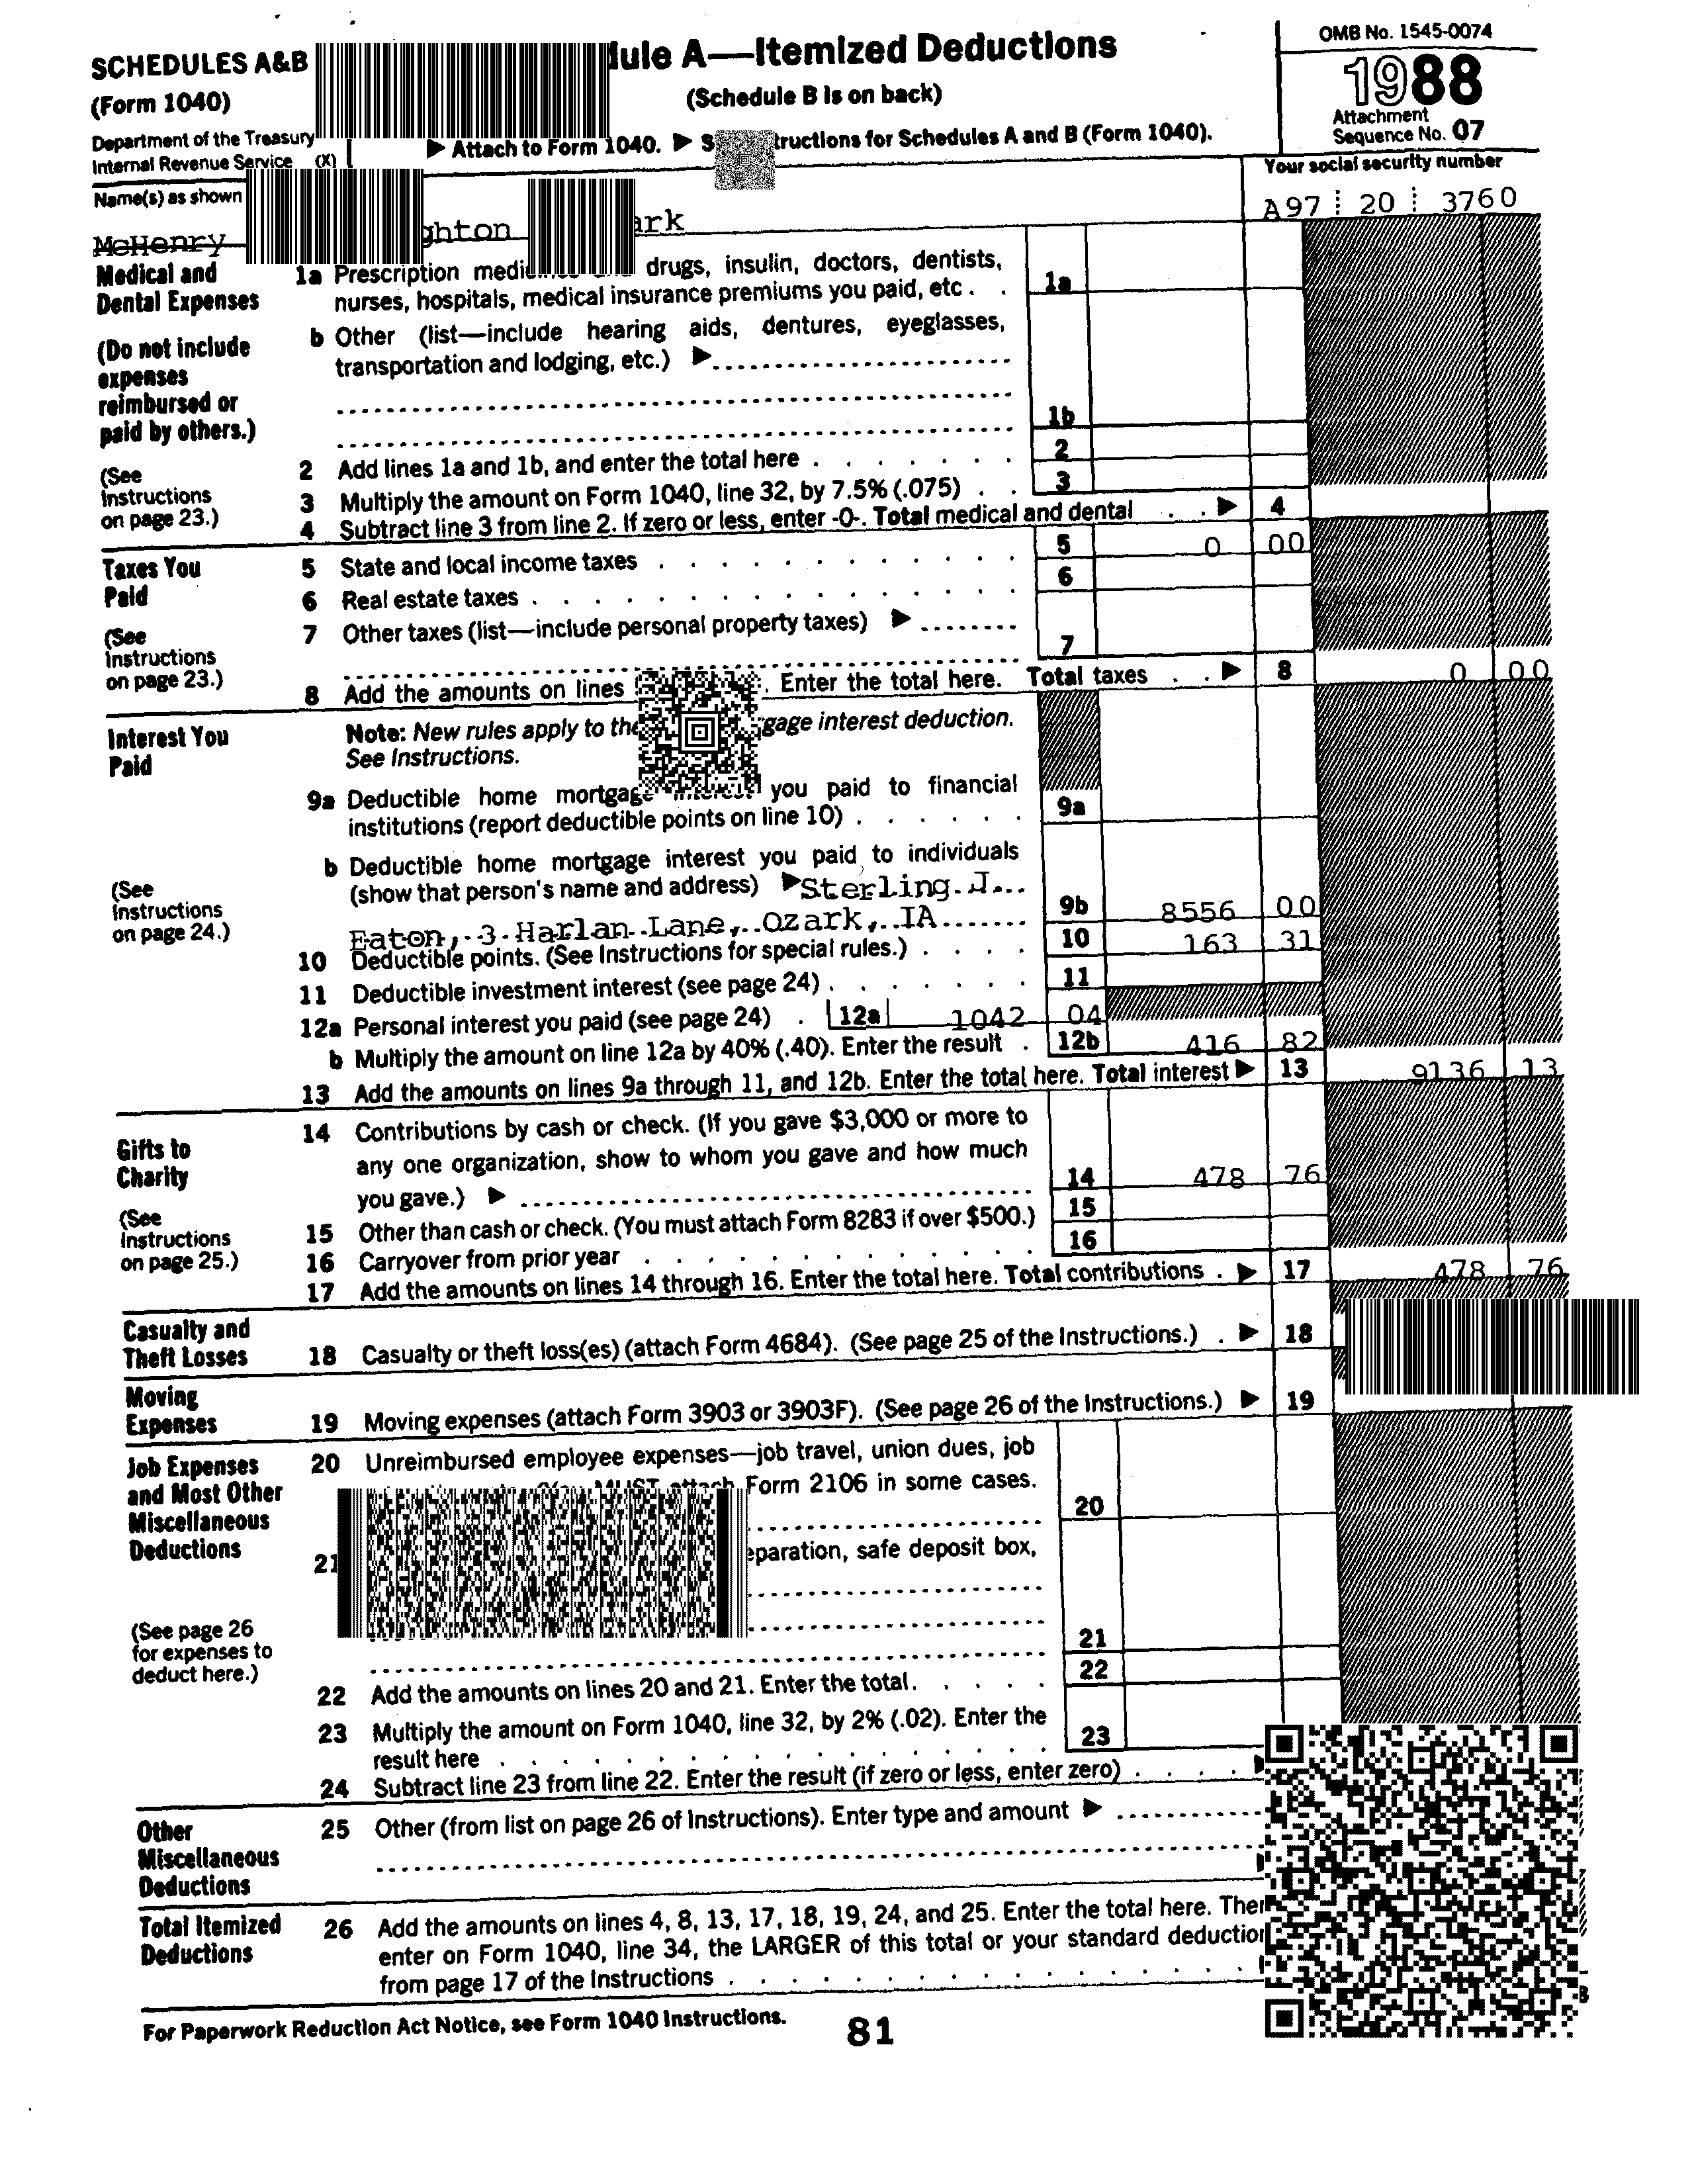 SCHEDULES A&B
(Form 1040)
Department of the Treasury
Internal Revenue Service (X)
A—Itemized Deductions
(Schedule B is on back)
▶ Attach to Form 1040. ▶ for Schedules A and B (Form 1040).
OMB No. 1545-0074
1988
Attachment
Sequence No. 07
Name(s) as shown
Your social security number
McHenry
A97 20 3760
Medical and
Dental Expenses
(Do not include
expenses
reimbursed or
paid by others.)
(See
Instructions
on page 23.)
1a Prescription drugs, insulin, doctors, dentists,
nurses, hospitals, medical insurance premiums you paid, etc . . 1a
b Other (list—include hearing aids, dentures, eyeglasses,
transportation and lodging, etc.) ▶
1b
2 Add lines 1a and 1b, and enter the total here . . . . . . . 2
3 Multiply the amount on Form 1040, line 32, by 7.5% (.075) . . 3
4 Subtract line 3 from line 2. If zero or less, enter -0-. Total medical and dental . . ▶ 4
Taxes You
Paid
(See
Instructions
on page 23.)
5 State and local income taxes . . . . . . . . . . . 5 0 00
6 Real estate taxes . . . . . . . . . . . . . . . 6
7 Other taxes (list—include personal property taxes) ▶
7
8 Add the amounts on lines . Enter the total here. Total taxes . . ▶ 8 0 00
Interest You
Paid
(See
Instructions
on page 24.)
Note: New rules apply to the interest deduction.
See Instructions.
9a Deductible home mortgage you paid to financial
institutions (report deductible points on line 10) . . . . . . 9a
b Deductible home mortgage interest you paid to individuals
(show that person's name and address) ▶ Sterling J.
Eaton, 3 Harlan Lane, Ozark, IA 9b 8556 00
10 Deductible points. (See Instructions for special rules.) . . . . 10 163 31
11 Deductible investment interest (see page 24) . . . . . . . 11
12a Personal interest you paid (see page 24) . 12a 1042 04
b Multiply the amount on line 12a by 40% (.40). Enter the result . 12b 416 82
13 Add the amounts on lines 9a through 11, and 12b. Enter the total here. Total interest ▶ 13 9136 13
Gifts to
Charity
(See
Instructions
on page 25.)
14 Contributions by cash or check. (If you gave $3,000 or more to
any one organization, show to whom you gave and how much
you gave.) ▶ 14 478 76
15 Other than cash or check. (You must attach Form 8283 if over $500.) 15
16 Carryover from prior year . . . . . . . . . . . . . 16
17 Add the amounts on lines 14 through 16. Enter the total here. Total contributions . ▶ 17 478 76
Casualty and
Theft Losses
18 Casualty or theft loss(es) (attach Form 4684). (See page 25 of the Instructions.) . ▶ 18
Moving
Expenses
19 Moving expenses (attach Form 3903 or 3903F). (See page 26 of the Instructions.) ▶ 19
Job Expenses
and Most Other
Miscellaneous
Deductions
(See page 26
for expenses to
deduct here.)
20 Unreimbursed employee expenses—job travel, union dues, job
MUST attach Form 2106 in some cases.
20
21 safe deposit box,
21
22 Add the amounts on lines 20 and 21. Enter the total. . . . . 22
23 Multiply the amount on Form 1040, line 32, by 2% (.02). Enter the
result here . . . . . . . . . . . . . . . . . 23
24 Subtract line 23 from line 22. Enter the result (if zero or less, enter zero) . . . .
Other
Miscellaneous
Deductions
25 Other (from list on page 26 of Instructions). Enter type and amount ▶
Total Itemized
Deductions
26 Add the amounts on lines 4, 8, 13, 17, 18, 19, 24, and 25. Enter the total here.
enter on Form 1040, line 34, the LARGER of this total or your standard deduction
from page 17 of the Instructions . . . . . . . . . . . . . . . .
For Paperwork Reduction Act Notice, see Form 1040 Instructions.
81